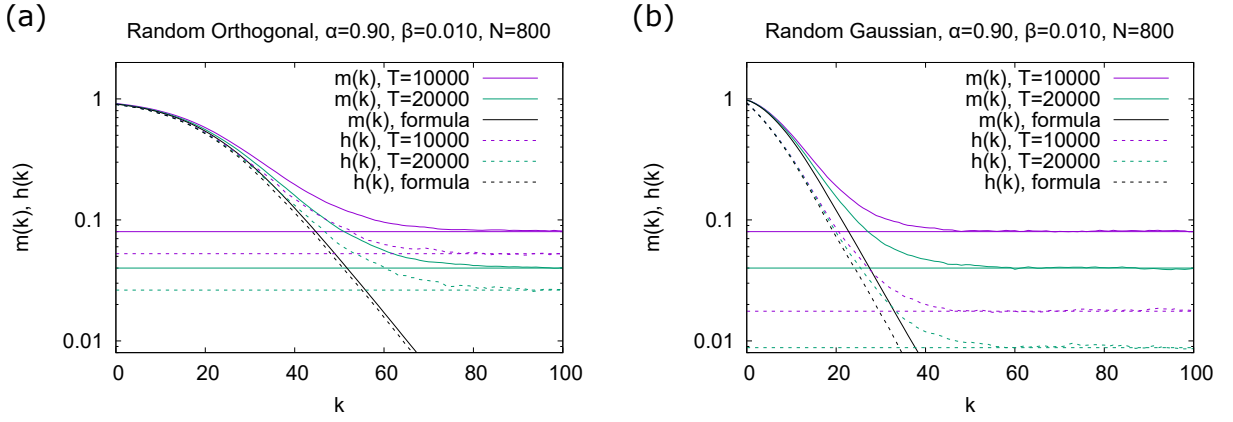 (a)
Random Orthogonal, α=0.90, β=0.010, N=800
m(k), h(k)
1
0.1
0.01
0 20 40 60 80 100
k
m(k), T=10000
m(k), T=20000
m(k), formula
h(k), T=10000
h(k), T=20000
h(k), formula
(b)
Random Gaussian, α=0.90, β=0.010, N=800
m(k), h(k)
1
0.1
0.01
0 20 40 60 80 100
k
m(k), T=10000
m(k), T=20000
m(k), formula
h(k), T=10000
h(k), T=20000
h(k), formula